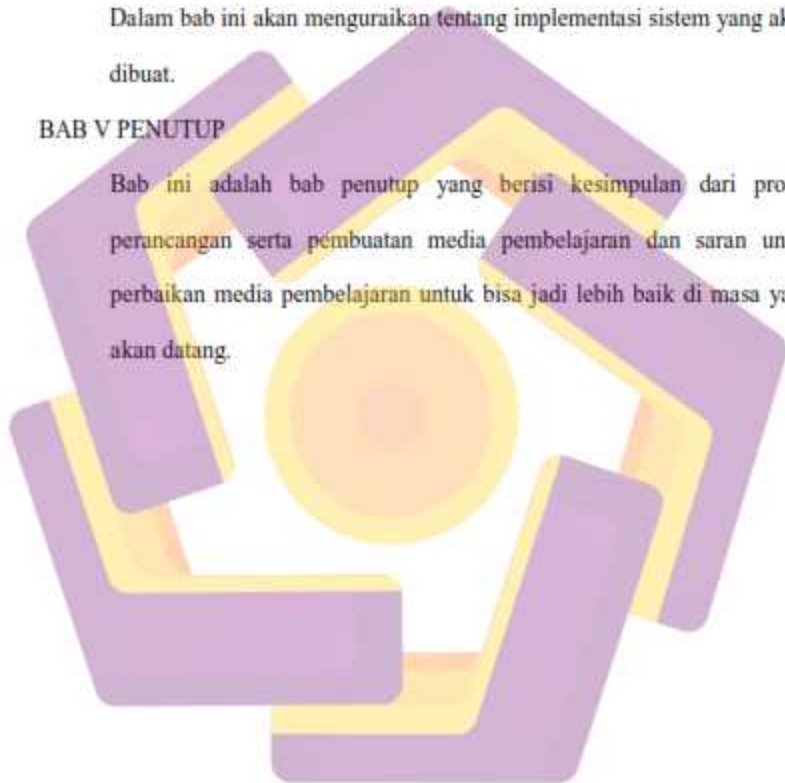 Dalam bab ini akan menguraikan tentang implementasi sistem yang
dibuat.
BAB V PENUTUP
Bab ini adalah bab penutup yang berisi kesimpulan dari
perancangan serta pembuatan media pembelajaran dan saran
perbaikan media pembelajaran untuk bisa jadi lebih baik di masa
akan datang.